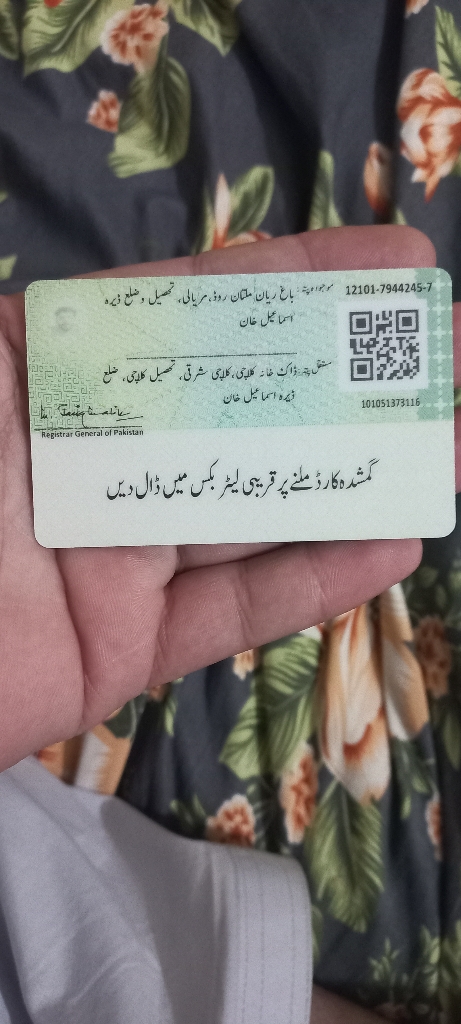 موجودہ پتہ: باغ ریان ملتان روڈ، مریالی، تحصیل و ضلع ڈیرہ
اسماعیل خان
12101-7944245-7
مستقل پتہ: ڈاک خانہ کلاچی، کلاچی شرقی، تحصیل کلاچی، ضلع
ڈیرہ اسماعیل خان
101051373116
Registrar General of Pakistan
گمشدہ کارڈ ملنے پر قریبی لیٹر بکس میں ڈال دیں